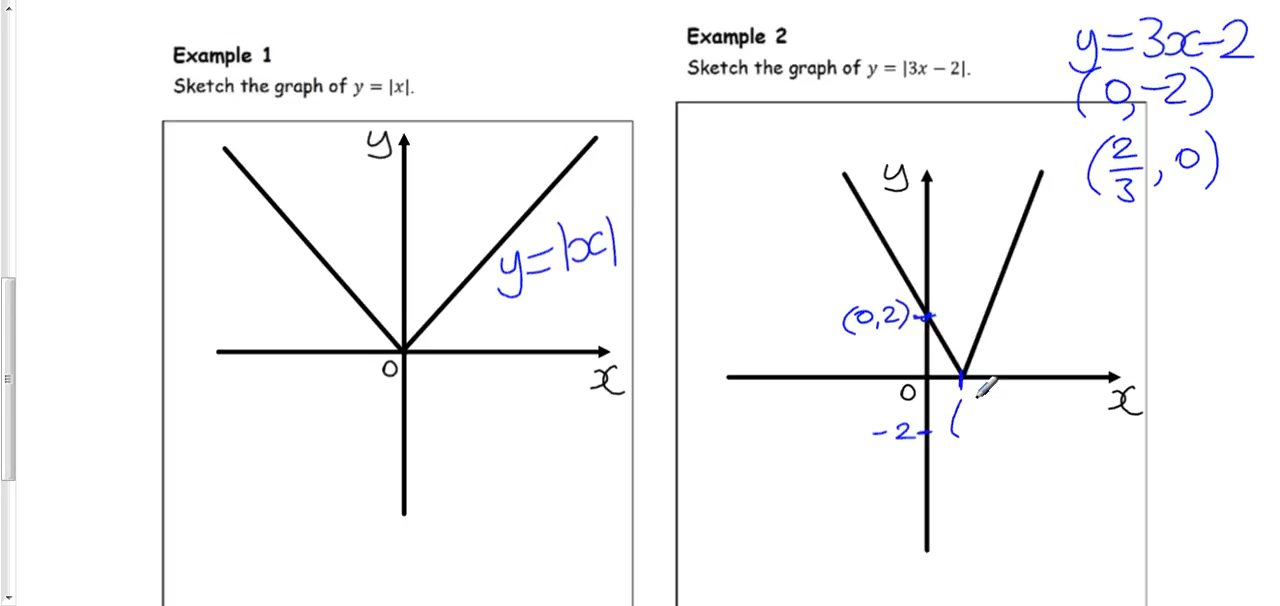 Example 1
Sketch the graph of y = |x|.
y
y=|x|
0
x
Example 2
Sketch the graph of y = |3x – 2|.
y=3x-2
(0,-2)
(2/3, 0)
y
(0,2)
0
x
-2
(